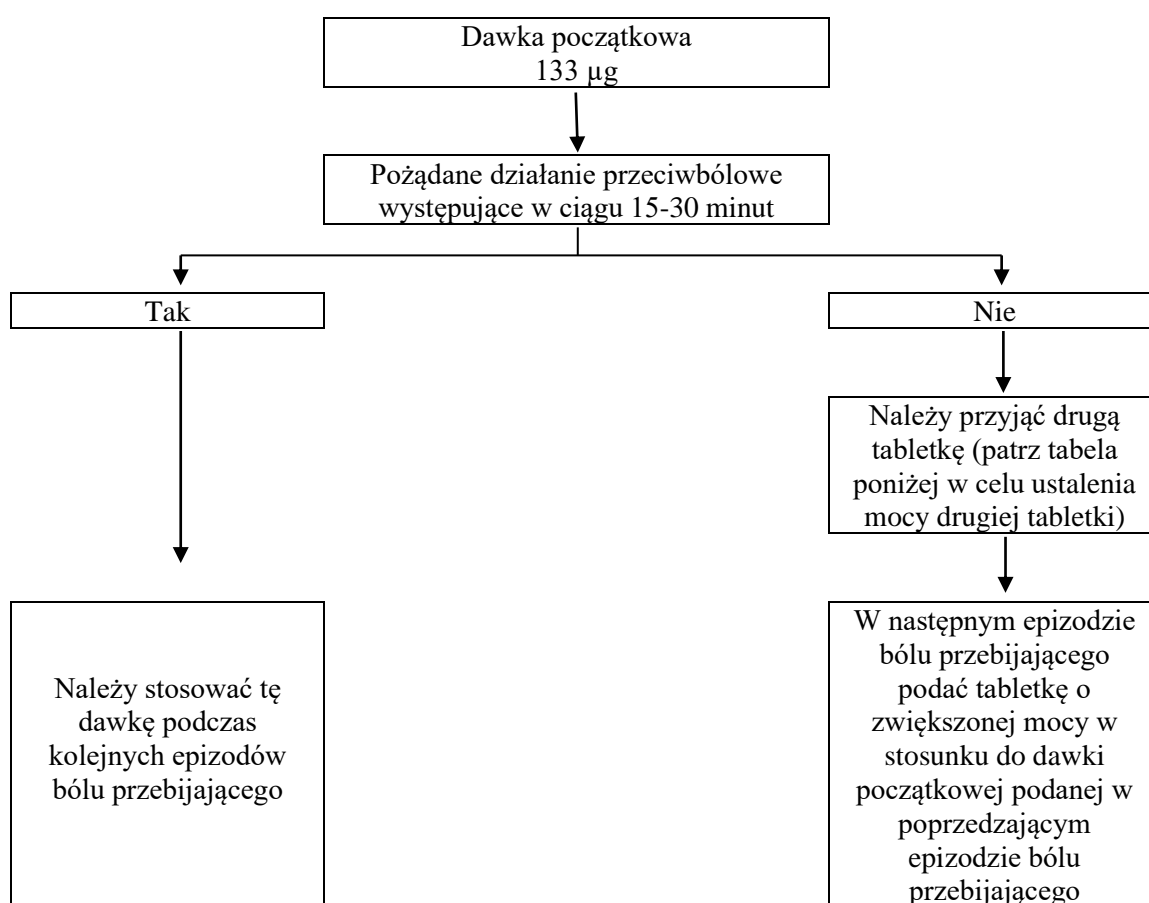 Dawka początkowa
133 µg
Pożądane działanie przeciwbólowe
występujące w ciągu 15-30 minut
Tak
Nie
Należy przyjąć drugą
tabletkę (patrz tabela
poniżej w celu ustalenia
mocy drugiej tabletki)
Należy stosować tę
dawkę podczas
kolejnych epizodów
bólu przebijającego
W następnym epizodzie
bólu przebijającego
podać tabletkę o
zwiększonej mocy w
stosunku do dawki
początkowej podanej w
poprzedzającym
epizodzie bólu
przebijającego